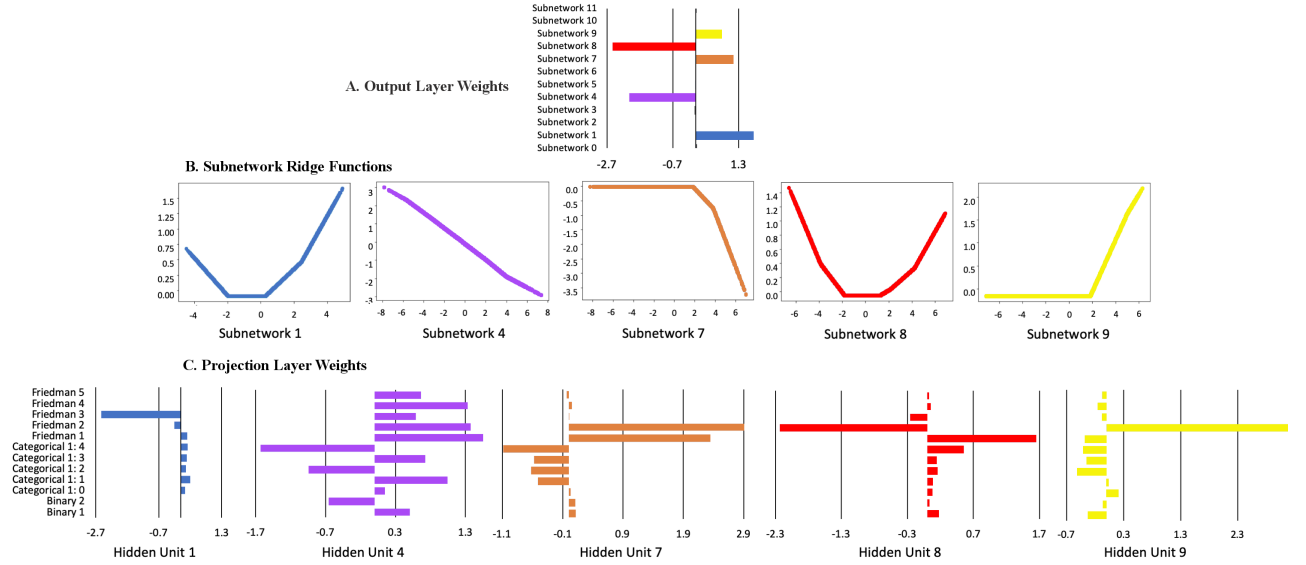 Subnetwork 11
Subnetwork 10
Subnetwork 9
Subnetwork 8
Subnetwork 7
Subnetwork 6
A. Output Layer Weights
Subnetwork 5
Subnetwork 4
Subnetwork 3
Subnetwork 2
Subnetwork 1
Subnetwork 0
-2.7 -0.7 1.3
B. Subnetwork Ridge Functions
1.5
1.25
1.00
0.75
0.5
0.25
0.00
-4 -2 0 2 4
Subnetwork 1
3
2
1
0
-1
-2
-3
-8 -6 -4 -2 0 2 4 6 8
Subnetwork 4
0.0
-0.5
-1.0
-1.5
-2.0
-2.5
-3.0
-3.5
-8 -6 -4 -2 0 2 4 6
Subnetwork 7
1.4
1.2
1.0
0.8
0.6
0.4
0.2
0.0
-6 -4 -2 0 2 4 6
Subnetwork 8
2.0
1.5
1.0
0.5
0.0
-6 -4 -2 0 2 4 6
Subnetwork 9
C. Projection Layer Weights
Friedman 5
Friedman 4
Friedman 3
Friedman 2
Friedman 1
Categorical 1: 4
Categorical 1: 3
Categorical 1: 2
Categorical 1: 1
Categorical 1: 0
Binary 2
Binary 1
-2.7 -0.7 1.3
Hidden Unit 1
-1.7 -0.7 0.3 1.3
Hidden Unit 4
-1.1 -0.1 0.9 1.9 2.9
Hidden Unit 7
-2.3 -1.3 -0.3 0.7 1.7
Hidden Unit 8
-0.7 0.3 1.3 2.3
Hidden Unit 9